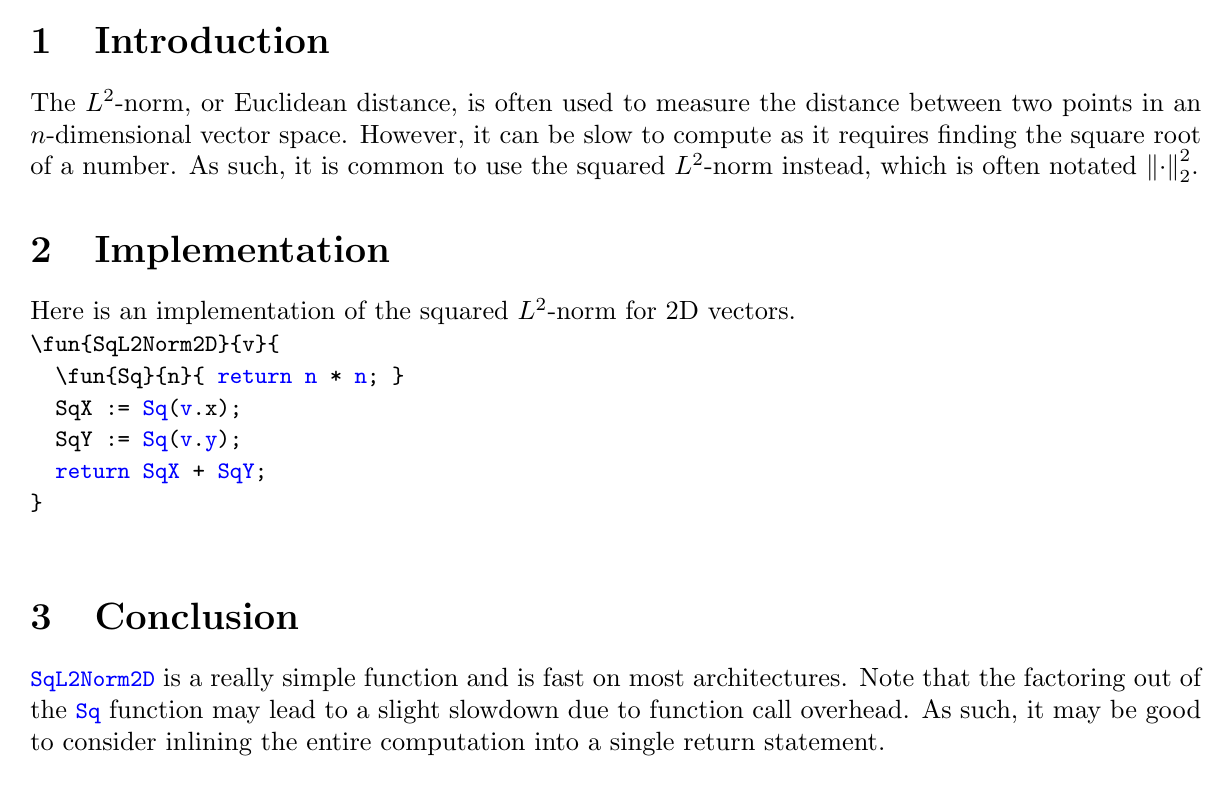 1 Introduction
The L²-norm, or Euclidean distance, is often used to measure the distance between two points in an
n-dimensional vector space. However, it can be slow to compute as it requires finding the square root
of a number. As such, it is common to use the squared L²-norm instead, which is often notated ‖·‖₂².
2 Implementation
Here is an implementation of the squared L²-norm for 2D vectors.
\fun{SqL2Norm2D}{v}{
  \fun{Sq}{n}{ return n * n; }
  SqX := Sq(v.x);
  SqY := Sq(v.y);
  return SqX + SqY;
}
3 Conclusion
SqL2Norm2D is a really simple function and is fast on most architectures. Note that the factoring out of
the Sq function may lead to a slight slowdown due to function call overhead. As such, it may be good
to consider inlining the entire computation into a single return statement.